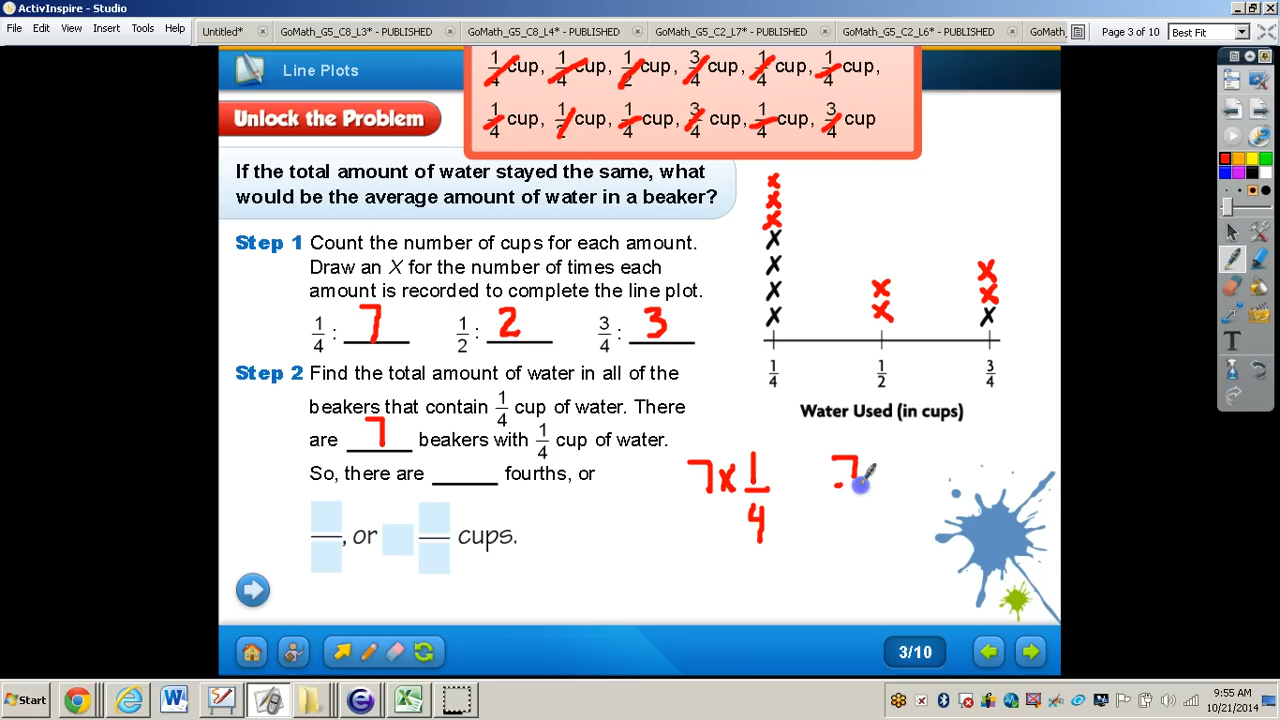 ActivInspire - Studio
File Edit View Insert Tools Help Untitled* GoMath_G5_C8_L3* - PUBLISHED GoMath_G5_C2_L7* - PUBLISHED GoMath_G5_C2_L6* - PUBLISHED Page 3 of 10 Best Fit
Line Plots
1/4 cup, 1/4 cup, 1/2 cup, 3/4 cup, 1/4 cup, 1/4 cup,
1/4 cup, 1/2 cup, 1/4 cup, 3/4 cup, 1/4 cup, 3/4 cup
Unlock the Problem
If the total amount of water stayed the same, what
would be the average amount of water in a beaker?
Step 1 Count the number of cups for each amount.
Draw an X for the number of times each
amount is recorded to complete the line plot.
1/4 : 7 1/2 : 2 3/4 : 3
Step 2 Find the total amount of water in all of the
beakers that contain 1/4 cup of water. There
are 7 beakers with 1/4 cup of water.
So, there are ____ fourths, or
, or cups.
1/4 1/2 3/4
Water Used (in cups)
7 x 1/4 7
3/10
Start
9:55 AM
10/21/2014